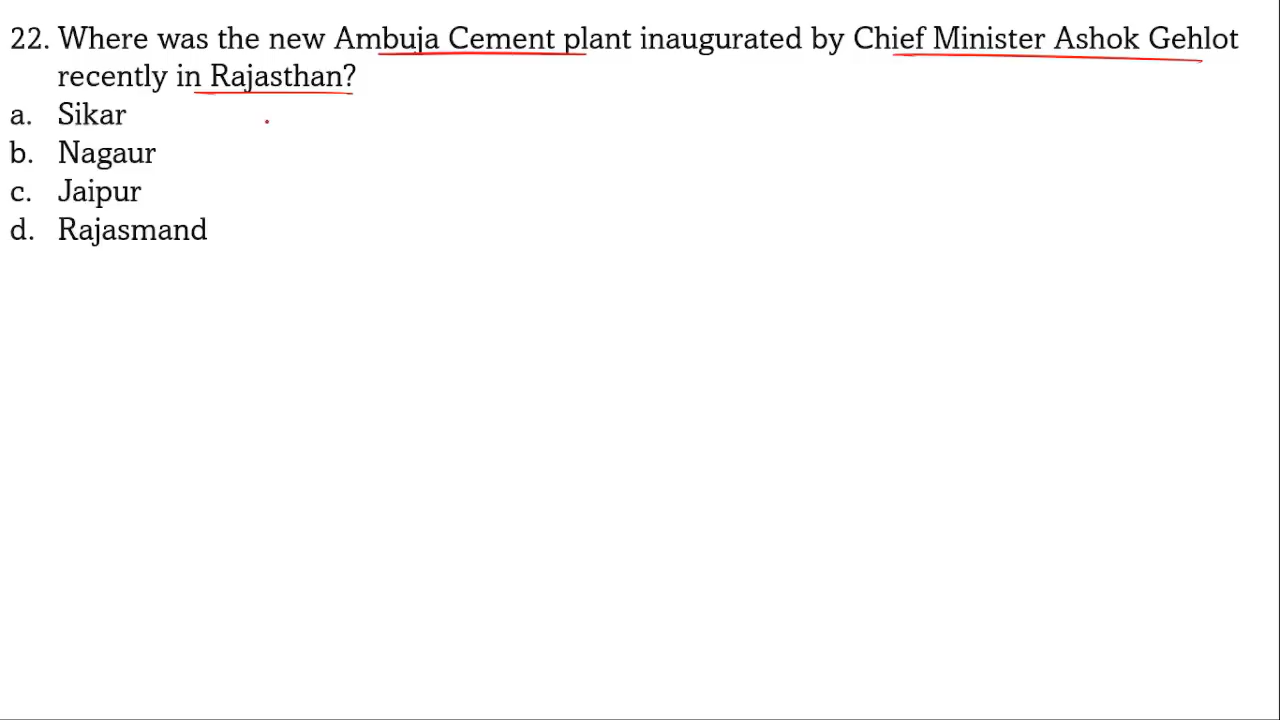 22. Where was the new Ambuja Cement plant inaugurated by Chief Minister Ashok Gehlot
recently in Rajasthan?
a. Sikar
b. Nagaur
c. Jaipur
d. Rajasmand